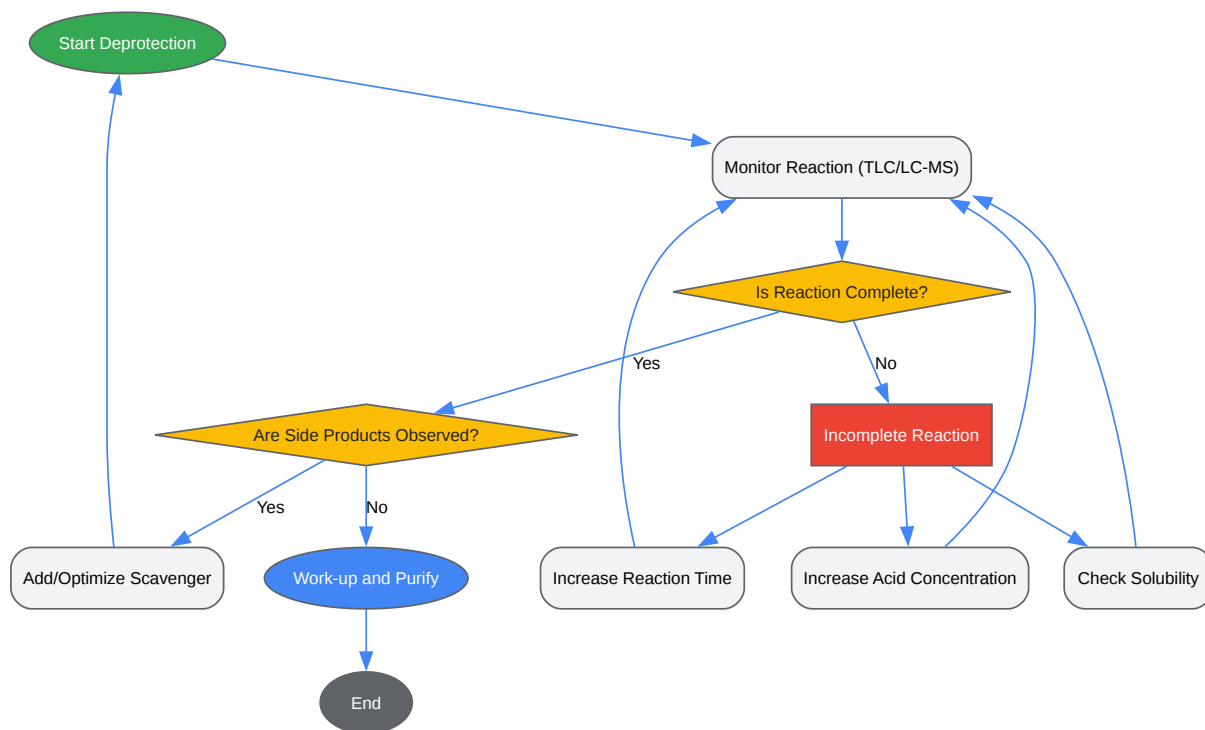 Start Deprotection
Monitor Reaction (TLC/LC-MS)
Is Reaction Complete?
Yes
No
Are Side Products Observed?
Incomplete Reaction
Yes
No
Add/Optimize Scavenger
Work-up and Purify
Increase Reaction Time
Increase Acid Concentration
Check Solubility
End